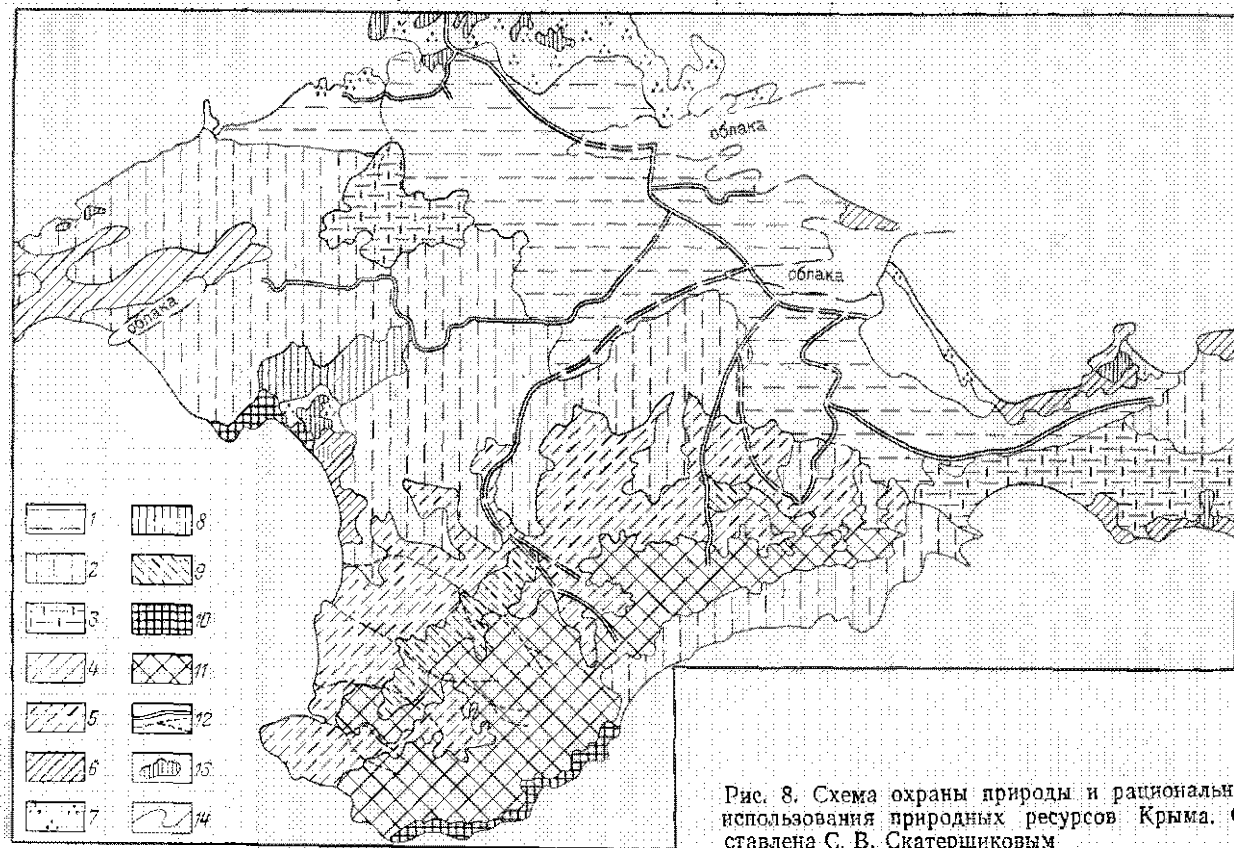 облака
облака
облака
1
2
3
4
5
6
7
8
9
10
11
12
13
14
Рис. 8. Схема охраны природы и рациональн
использования природных ресурсов Крыма.
ставлена С. В. Скатерщиковым